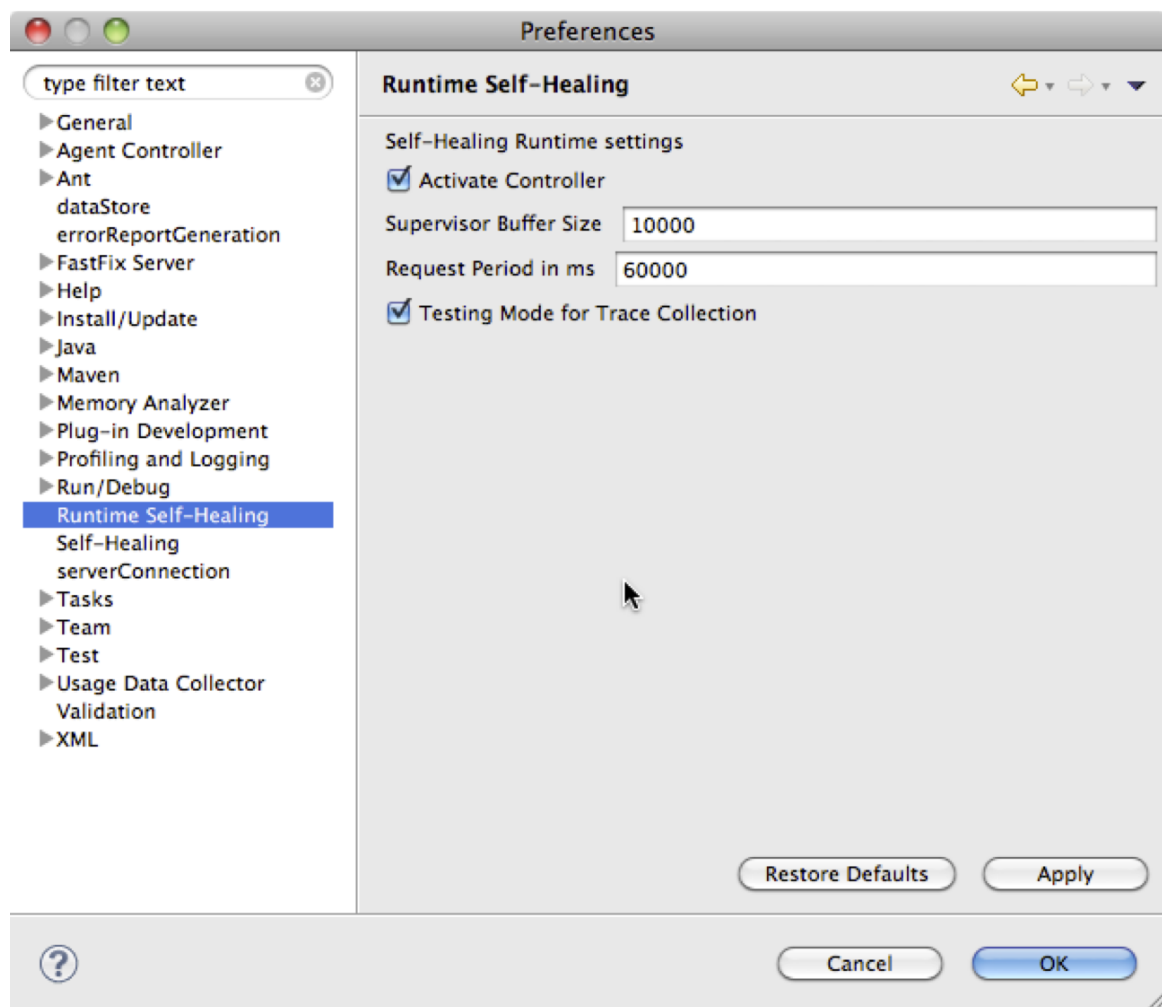 Preferences
type filter text
General
Agent Controller
Ant
dataStore
errorReportGeneration
FastFix Server
Help
Install/Update
Java
Maven
Memory Analyzer
Plug-in Development
Profiling and Logging
Run/Debug
Runtime Self-Healing
Self-Healing
serverConnection
Tasks
Team
Test
Usage Data Collector
Validation
XML
Runtime Self-Healing
Self-Healing Runtime settings
Activate Controller
Supervisor Buffer Size 10000
Request Period in ms 60000
Testing Mode for Trace Collection
Restore Defaults Apply
? Cancel OK